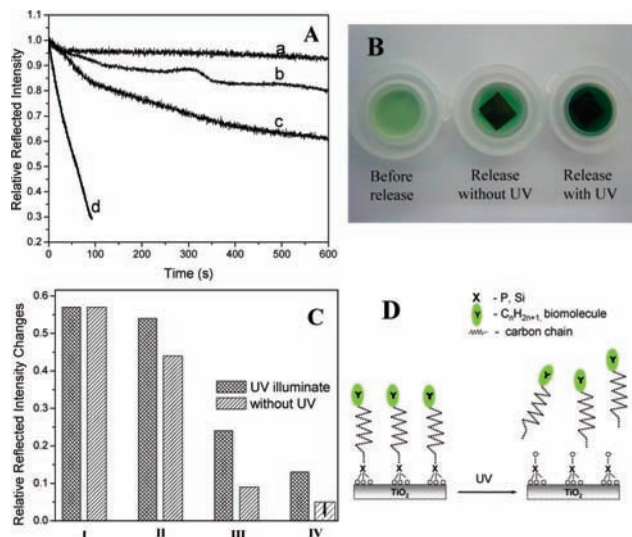 A
1.0
0.9
0.8
0.7
0.6
0.5
0.4
0.3
0.2
a
b
c
d
0 100 200 300 400 500 600
Time (s)
Relative Reflected Intensity
B
Before release
Release without UV
Release with UV
C
0.6
0.5
0.4
0.3
0.2
0.1
0.0
UV illuminate
without UV
I II III IV
Relative Reflected Intensity Changes
D
X - P, Si
Y - CnH2n+1, biomolecule
- carbon chain
Y Y Y
X X X
TiO2
UV
Y Y Y
X X X
TiO2